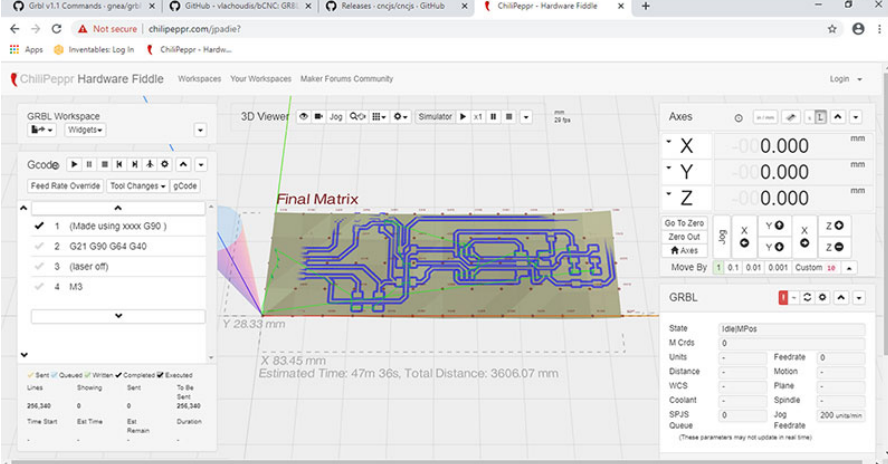 Grbl v1.1 Commands · gnea/grbl
GitHub - vlachoudis/bCNC: GRBL
Releases · cncjs/cncjs · GitHub
ChiliPeppr - Hardware Fiddle
Not secure | chilipeppr.com/jpadie?
Apps Inventables: Log In ChiliPeppr - Hardw...
ChiliPeppr Hardware Fiddle Workspaces Your Workspaces Maker Forums Community Login
GRBL Workspace
Widgets
3D Viewer Jog Simulator x1
mm
29 fps
Gcode
Feed Rate Override Tool Changes gCode
1 (Made using xxxx G90 )
2 G21 G90 G64 G40
3 (laser off)
4 M3
Sent Queued Written Completed Executed
Lines Showing Sent To Be Sent
256,340 0 0 256,340
Time Start Est Time Est Remain Duration
- - - -
Final Matrix
Y 28.33 mm
X 83.45 mm
Estimated Time: 47m 36s, Total Distance: 3606.07 mm
Axes in / mm L
X -000.000 mm
Y -000.000 mm
Z -000.000 mm
Go To Zero
Zero Out
Axes
Jog
X Y X Z
Y Z
Move By 1 0.1 0.01 0.001 Custom 10
GRBL
State Idle|MPos
M Crds 0
Units - Feedrate 0
Distance - Motion -
WCS - Plane -
Coolant - Spindle -
SPJS Queue 0 Jog Feedrate 200 units/min
(These parameters may not update in real time)